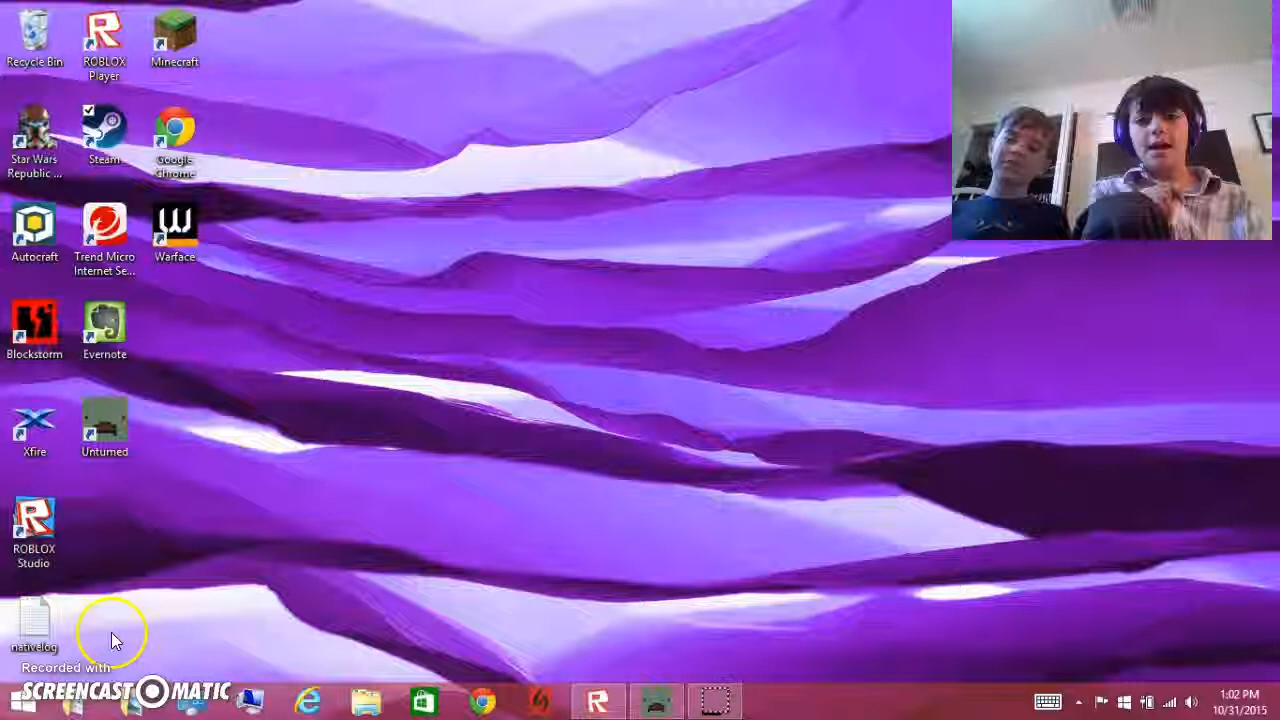 Recycle Bin
ROBLOX Player
Minecraft
Star Wars Republic ...
Steam
Google Chrome
Autocraft
Trend Micro Internet Se...
Warface
Blockstorm
Evernote
Xfire
Unturned
ROBLOX Studio
nativelog
Recorded with
SCREENCAST MATIC
1:02 PM
10/31/2015